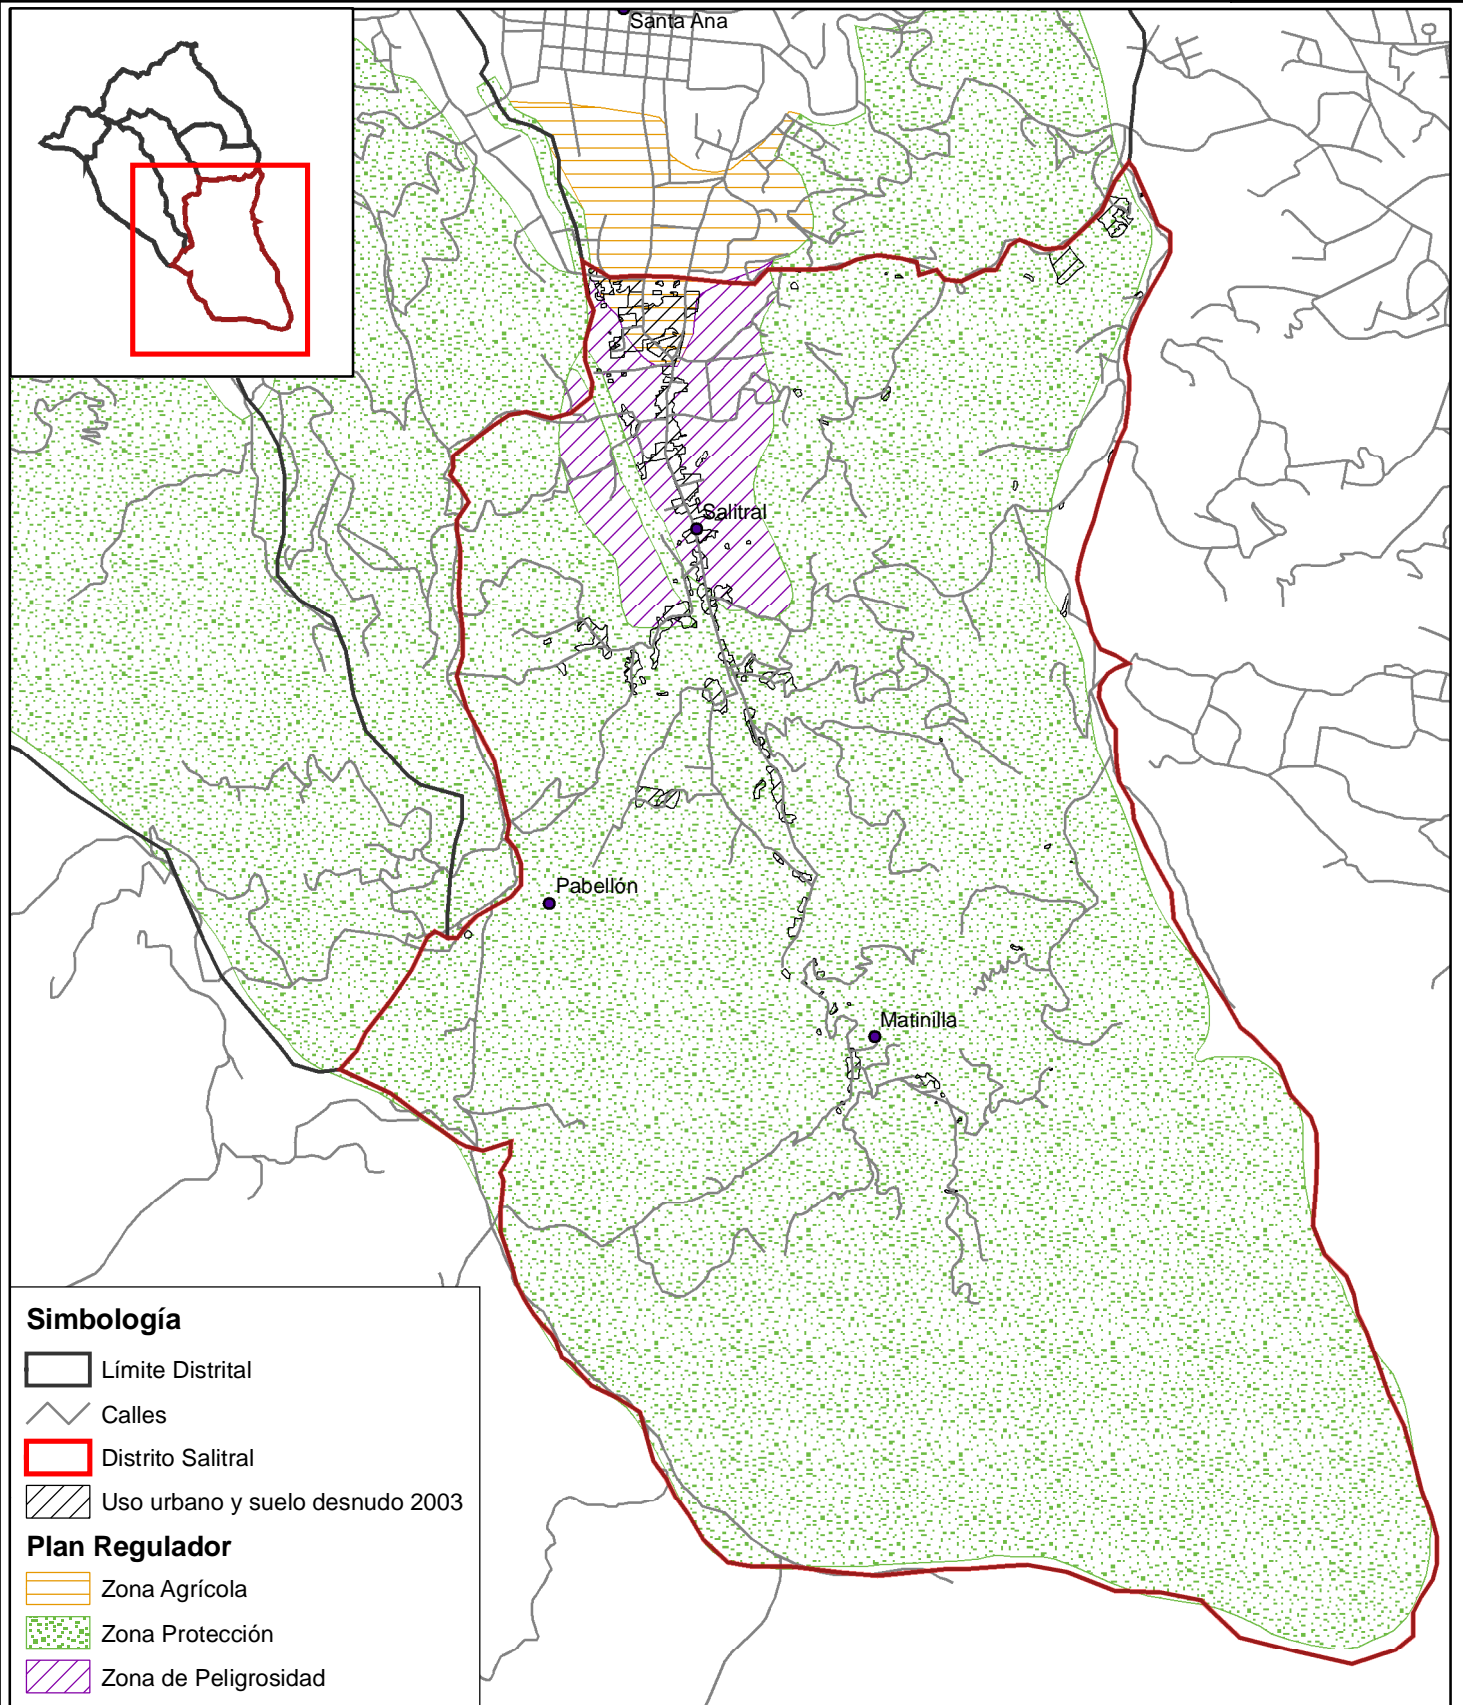 Santa Ana
Salitral
Pabellón
Matinilla
Simbología
Límite Distrital
Calles
Distrito Salitral
Uso urbano y suelo desnudo 2003
Plan Regulador
Zona Agrícola
Zona Protección
Zona de Peligrosidad